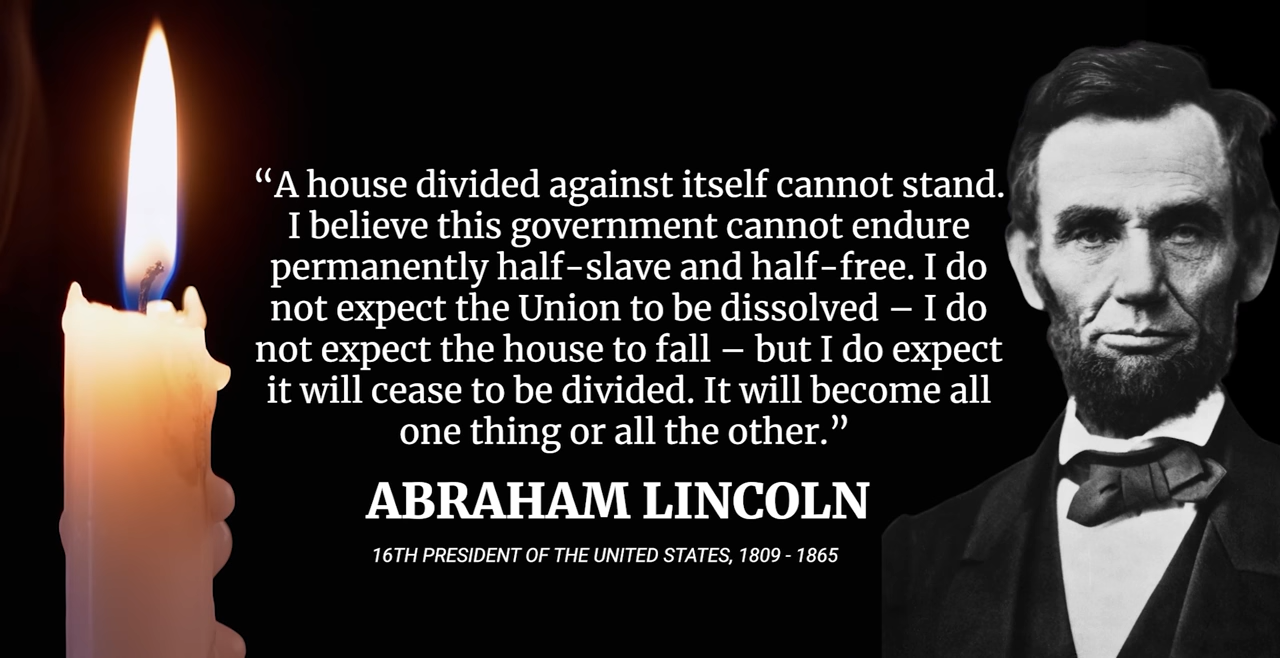 “A house divided against itself cannot stand.
I believe this government cannot endure
permanently half-slave and half-free. I do
not expect the Union to be dissolved – I do
not expect the house to fall – but I do expect
it will cease to be divided. It will become all
one thing or all the other.”
ABRAHAM LINCOLN
16TH PRESIDENT OF THE UNITED STATES, 1809 - 1865